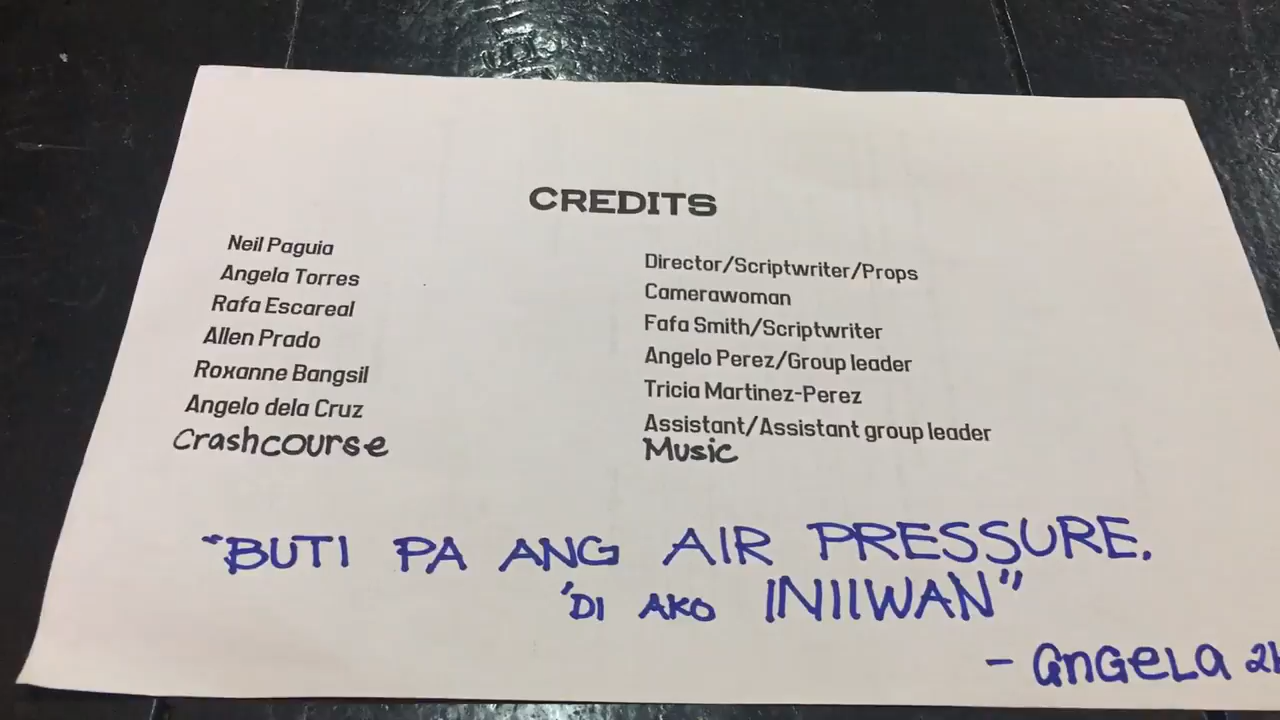 CREDITS
Neil Paguia Director/Scriptwriter/Props
Angela Torres Camerawoman
Rafa Escareal Fafa Smith/Scriptwriter
Allen Prado Angelo Perez/Group leader
Roxanne Bangsil Tricia Martinez-Perez
Angelo dela Cruz Assistant/Assistant group leader
Crashcourse Music
"BUTI PA ANG AIR PRESSURE.
'DI AKO INIIWAN"
- ANGELA